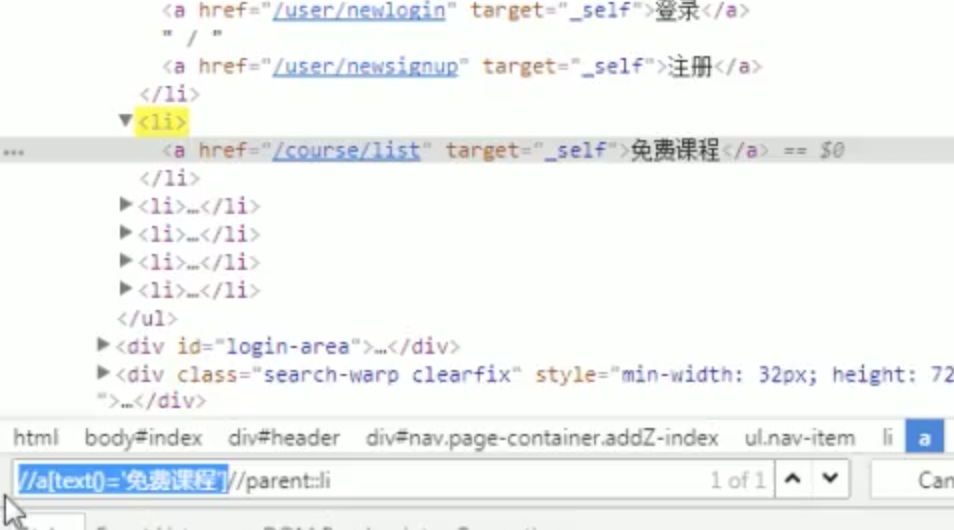 <a href="/user/newlogin" target="_self">登录</a>
" / "
<a href="/user/newsignup" target="_self">注册</a>
</li>
▼<li>
... <a href="/course/list" target="_self">免费课程</a> == $0
</li>
▶<li>…</li>
▶<li>…</li>
▶<li>…</li>
▶<li>…</li>
</ul>
▶<div id="login-area">…</div>
▶<div class="search-warp clearfix" style="min-width: 32px; height: 72
">…</div>
html body#index div#header div#nav.page-container.addZ-index ul.nav-item li a
//a[text()='免费课程']//parent::li 1 of 1 Can